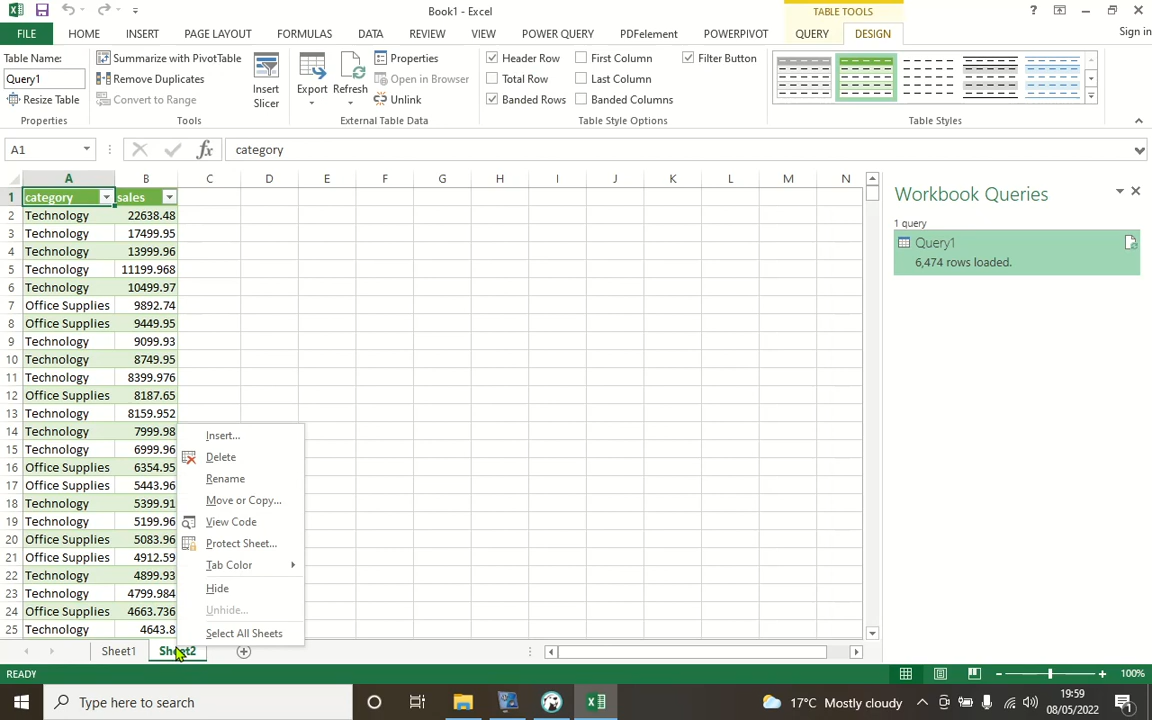 Book1 - Excel
TABLE TOOLS
?
Sign in
FILE HOME INSERT PAGE LAYOUT FORMULAS DATA REVIEW VIEW POWER QUERY PDFelement POWERPIVOT QUERY DESIGN
Table Name:
Query1
Resize Table
Properties
Summarize with PivotTable
Remove Duplicates
Convert to Range
Tools
Insert
Slicer
Export
Refresh
Properties
Open in Browser
Unlink
External Table Data
Header Row
First Column
Filter Button
Total Row
Last Column
Banded Rows
Banded Columns
Table Style Options
Table Styles
A1
fx
category
A B C D E F G H I J K L M N
1 category sales
2 Technology 22638.48
3 Technology 17499.95
4 Technology 13999.96
5 Technology 11199.968
6 Technology 10499.97
7 Office Supplies 9892.74
8 Office Supplies 9449.95
9 Technology 9099.93
10 Technology 8749.95
11 Technology 8399.976
12 Office Supplies 8187.65
13 Technology 8159.952
14 Technology 7999.98
15 Technology 6999.96
16 Office Supplies 6354.95
17 Office Supplies 5443.96
18 Technology 5399.91
19 Technology 5199.96
20 Office Supplies 5083.96
21 Office Supplies 4912.59
22 Technology 4899.93
23 Technology 4799.984
24 Office Supplies 4663.736
25 Technology 4643.8
Insert...
Delete
Rename
Move or Copy...
View Code
Protect Sheet...
Tab Color
Hide
Unhide...
Select All Sheets
Workbook Queries
1 query
Query1
6,474 rows loaded.
Sheet1 Sheet2
READY
100%
Type here to search
17°C Mostly cloudy
19:59
08/05/2022
1